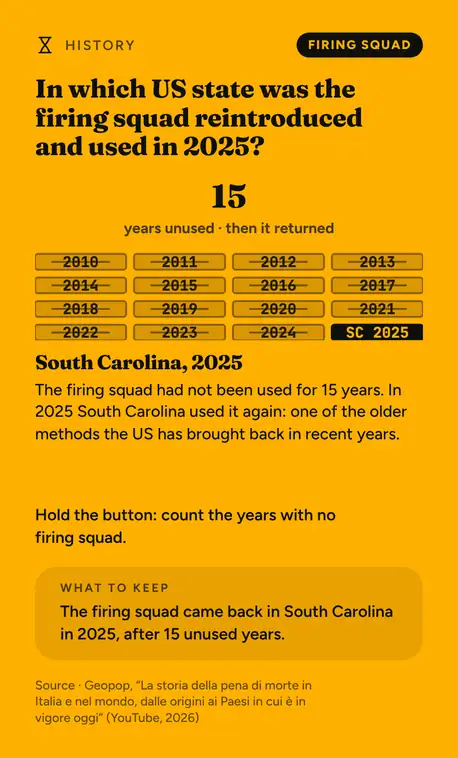 HISTORY
FIRING SQUAD
In which US state was the
firing squad reintroduced
and used in 2025?
15
years unused · then it returned
2010 2011 2012 2013
2014 2015 2016 2017
2018 2019 2020 2021
2022 2023 2024 SC 2025
South Carolina, 2025
The firing squad had not been used for 15 years. In
2025 South Carolina used it again: one of the older
methods the US has brought back in recent years.
Hold the button: count the years with no
firing squad.
WHAT TO KEEP
The firing squad came back in South Carolina
in 2025, after 15 unused years.
Source · Geopop, “La storia della pena di morte in
Italia e nel mondo, dalle origini ai Paesi in cui è in
vigore oggi” (YouTube, 2026)